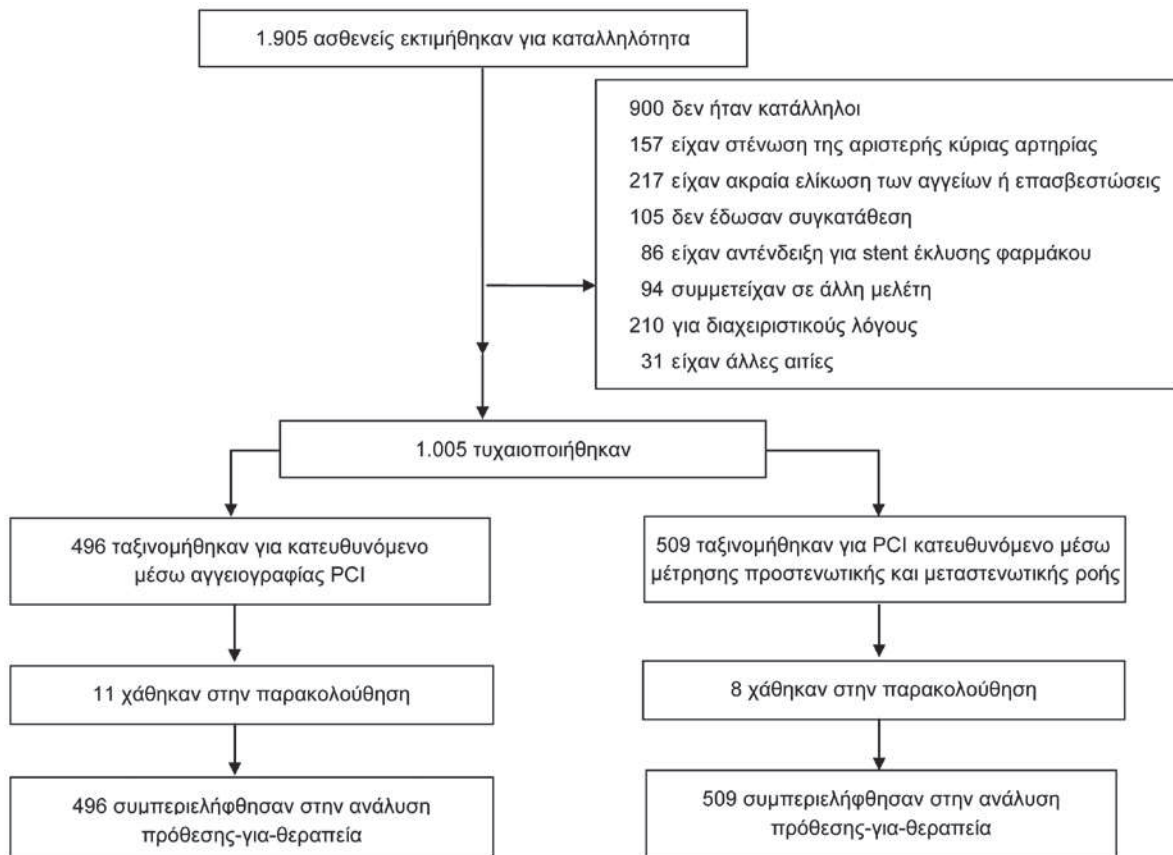 1.905 ασθενείς εκτιμήθηκαν για καταλληλότητα
900 δεν ήταν κατάλληλοι
157 είχαν στένωση της αριστερής κύριας αρτηρίας
217 είχαν ακραία ελίκωση των αγγείων ή επασβεστώσεις
105 δεν έδωσαν συγκατάθεση
86 είχαν αντένδειξη για stent έκλυσης φαρμάκου
94 συμμετείχαν σε άλλη μελέτη
210 για διαχειριστικούς λόγους
31 είχαν άλλες αιτίες
1.005 τυχαιοποιήθηκαν
496 ταξινομήθηκαν για κατευθυνόμενο
μέσω αγγειογραφίας PCI
509 ταξινομήθηκαν για PCI κατευθυνόμενο μέσω
μέτρησης προστενωτικής και μεταστενωτικής ροής
11 χάθηκαν στην παρακολούθηση
8 χάθηκαν στην παρακολούθηση
496 συμπεριελήφθησαν στην ανάλυση
πρόθεσης-για-θεραπεία
509 συμπεριελήφθησαν στην ανάλυση
πρόθεσης-για-θεραπεία